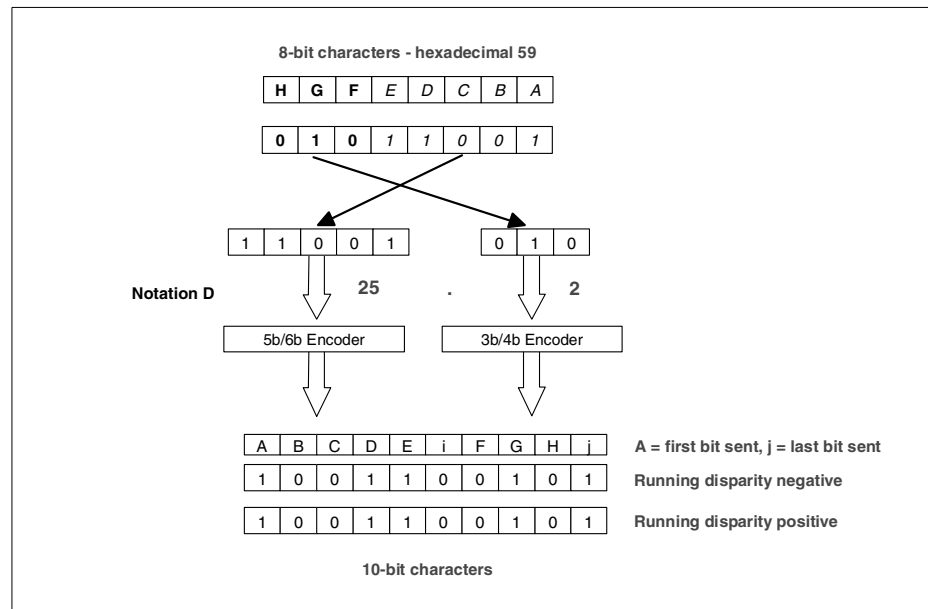 8-bit characters - hexadecimal 59
H G F E D C B A
0 1 0 1 1 0 0 1
1 1 0 0 1 0 1 0
Notation D 25 . 2
5b/6b Encoder 3b/4b Encoder
A B C D E i F G H j A = first bit sent, j = last bit sent
1 0 0 1 1 0 0 1 0 1 Running disparity negative
1 0 0 1 1 0 0 1 0 1 Running disparity positive
10-bit characters